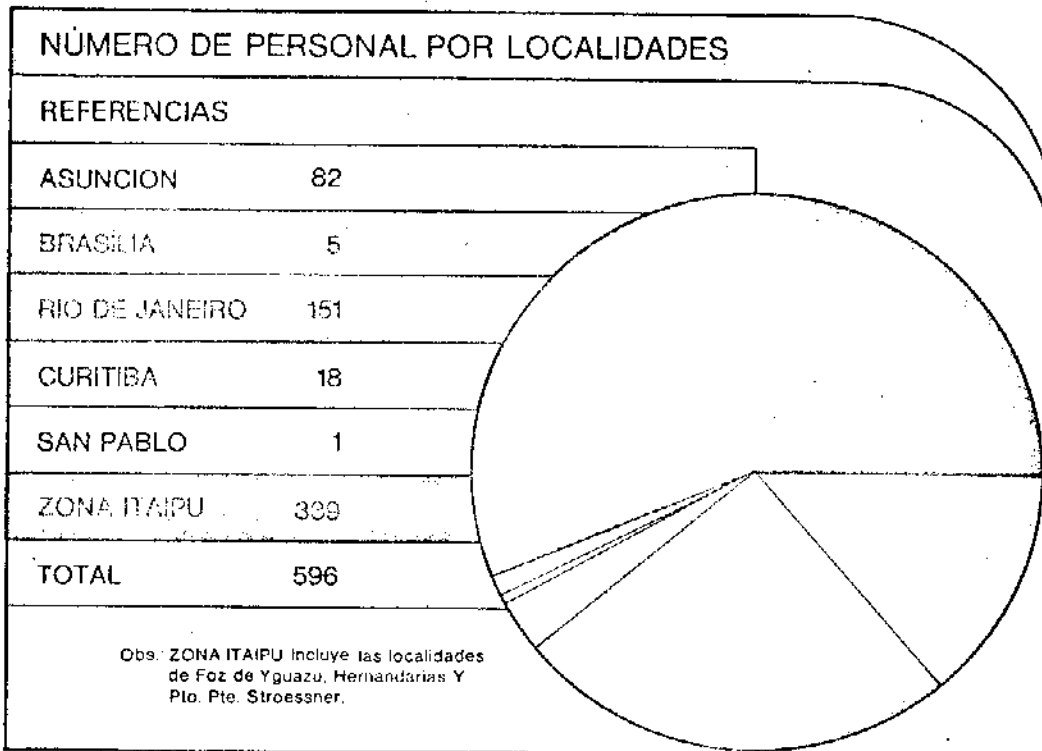 NÚMERO DE PERSONAL POR LOCALIDADES
REFERENCIAS
ASUNCION 82
BRASÍLIA 5
RIO DE JANEIRO 151
CURITIBA 18
SAN PABLO 1
ZONA ITAIPU 339
TOTAL 596
Obs.: ZONA ITAIPU Incluye las localidades
de Foz de Yguazu, Hernandarias Y
Pto. Pte. Stroessner.